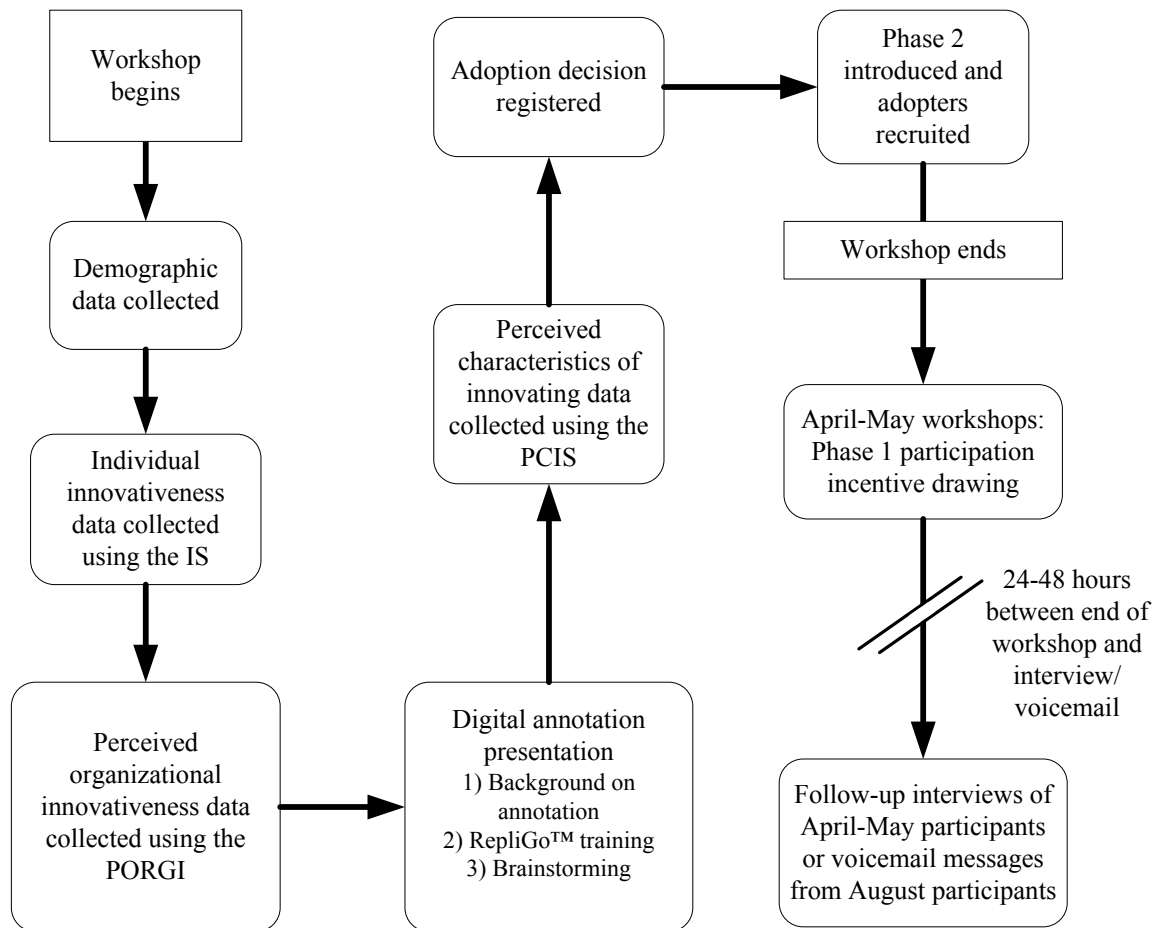 Workshop
begins
Demographic
data collected
Individual
innovativeness
data collected
using the IS
Perceived
organizational
innovativeness data
collected using the
PORGI
Digital annotation
presentation
1) Background on
annotation
2) RepliGo™ training
3) Brainstorming
Perceived
characteristics of
innovating data
collected using the
PCIS
Adoption decision
registered
Phase 2
introduced and
adopters
recruited
Workshop ends
April-May workshops:
Phase 1 participation
incentive drawing
24-48 hours
between end of
workshop and
interview/
voicemail
Follow-up interviews of
April-May participants
or voicemail messages
from August participants